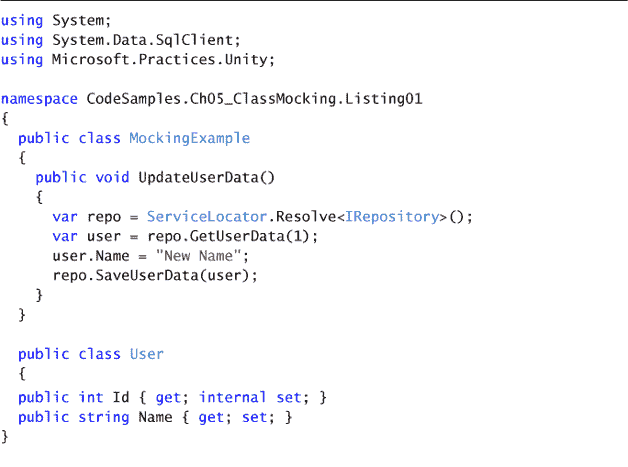 using System;
using System.Data.SqlClient;
using Microsoft.Practices.Unity;

namespace CodeSamples.Ch05_ClassMocking.Listing01
{
  public class MockingExample
  {
    public void UpdateUserData()
    {
      var repo = ServiceLocator.Resolve<IRepository>();
      var user = repo.GetUserData(1);
      user.Name = "New Name";
      repo.SaveUserData(user);
    }
  }

  public class User
  {
  public int Id { get; internal set; }
  public string Name { get; set; }
}